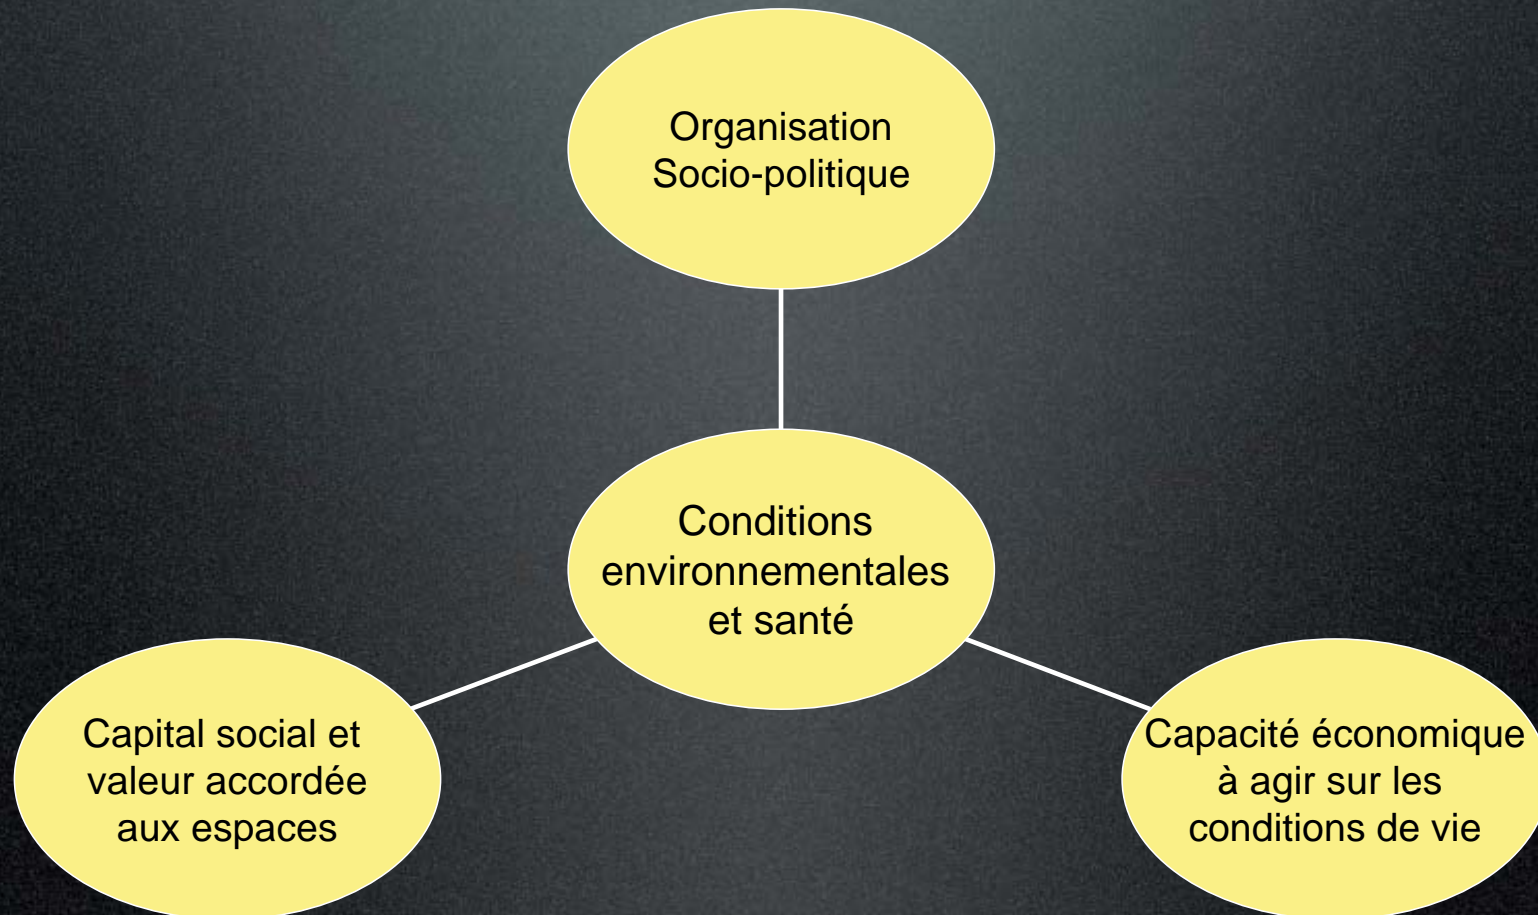 Organisation
Socio-politique
Conditions
environnementales
et santé
Capital social et
valeur accordée
aux espaces
Capacité économique
à agir sur les
conditions de vie